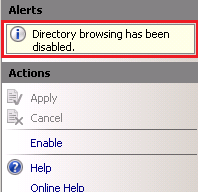 Alerts
Directory browsing has been
disabled.
Actions
Apply
Cancel
Enable
Help
Online Help